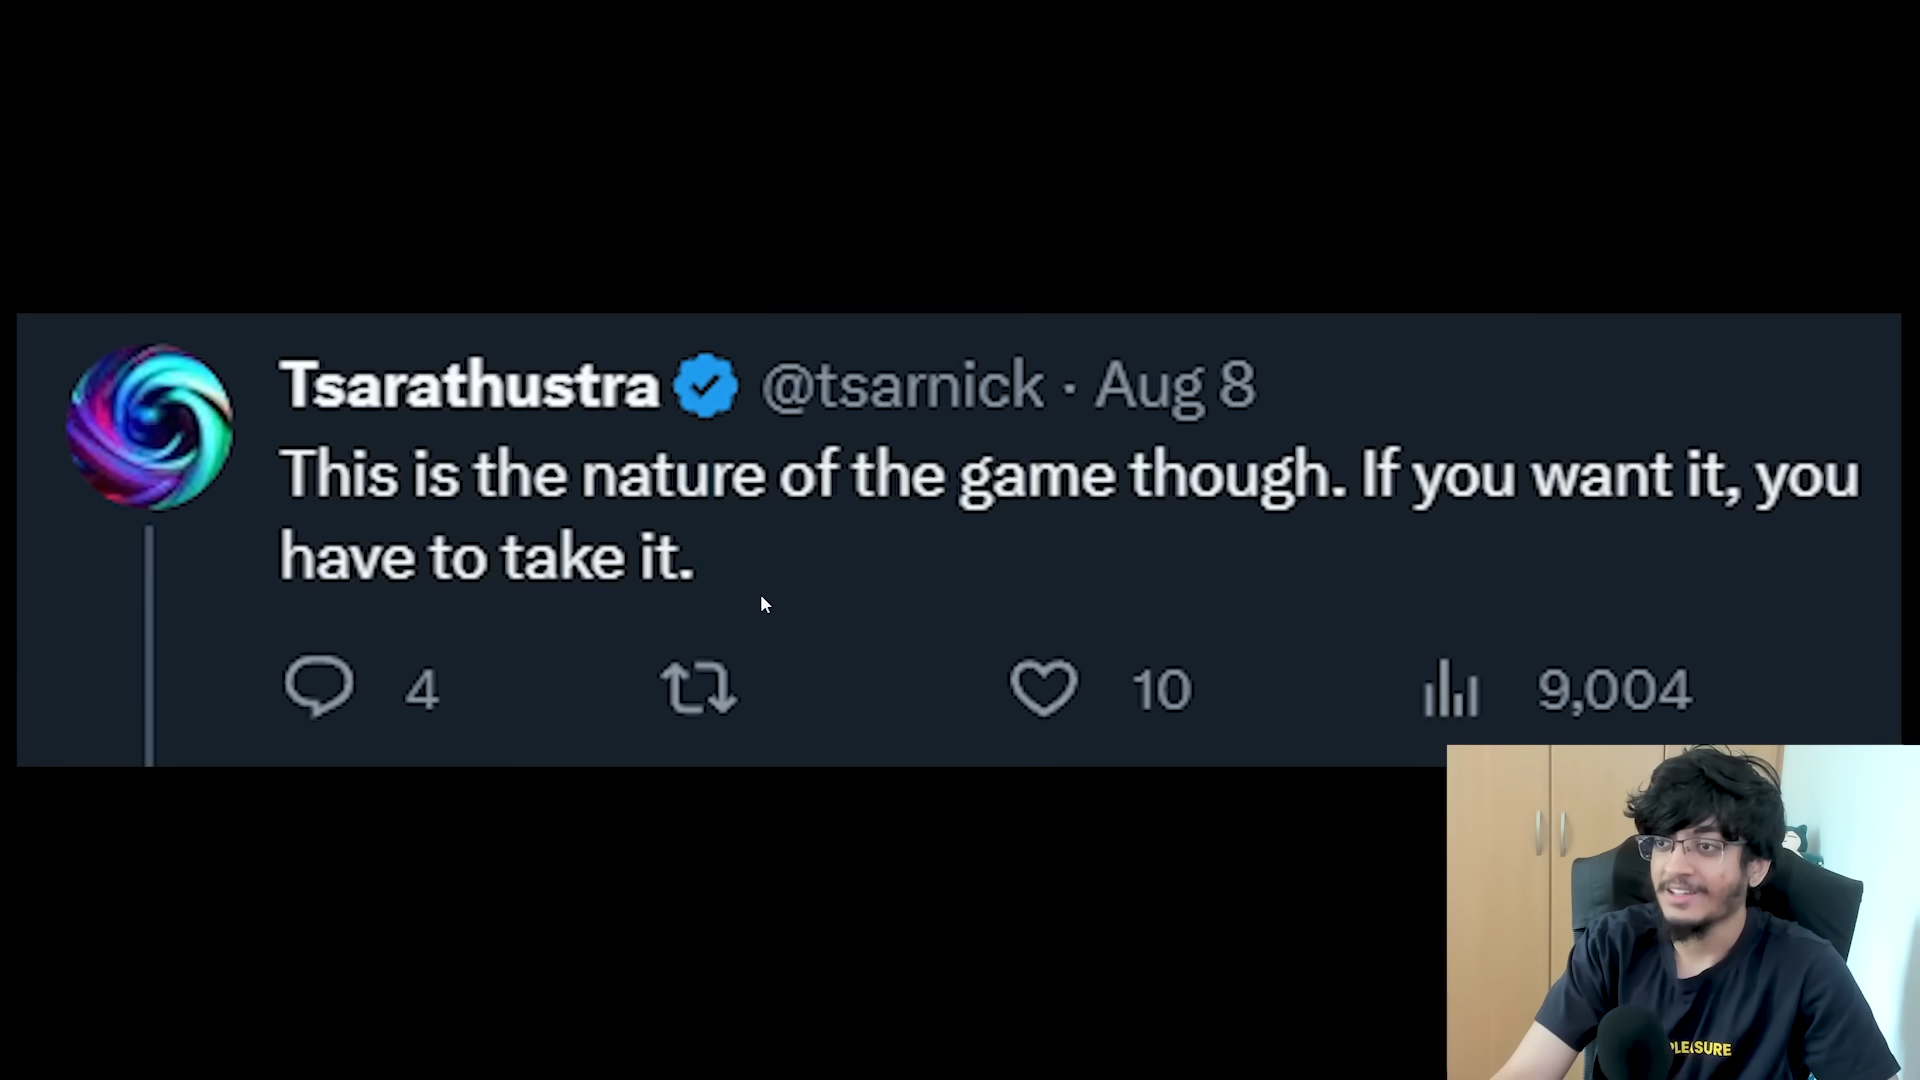 Tsarathustra @tsarnick · Aug 8
This is the nature of the game though. If you want it, you
have to take it.
4 10 9,004